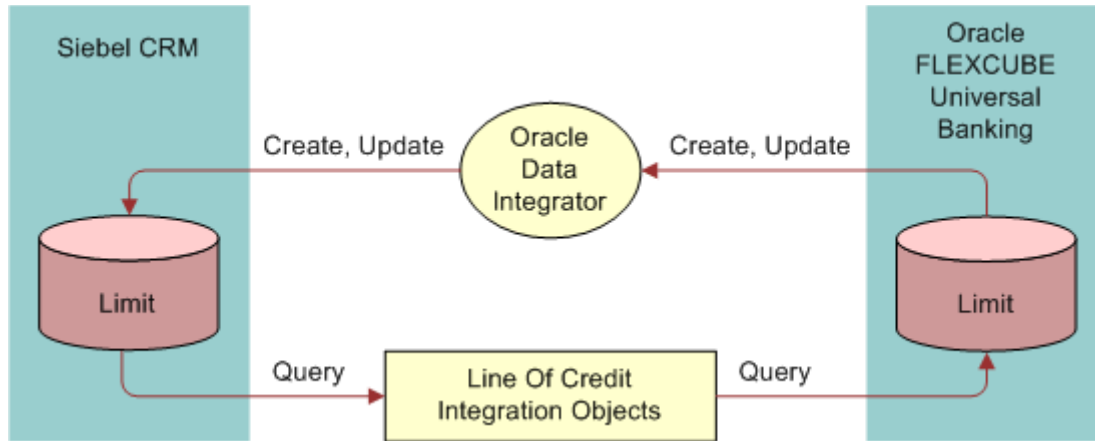 Siebel CRM
Oracle
FLEXCUBE
Universal
Banking
Create, Update
Oracle
Data
Integrator
Create, Update
Limit
Limit
Query
Line Of Credit
Integration Objects
Query